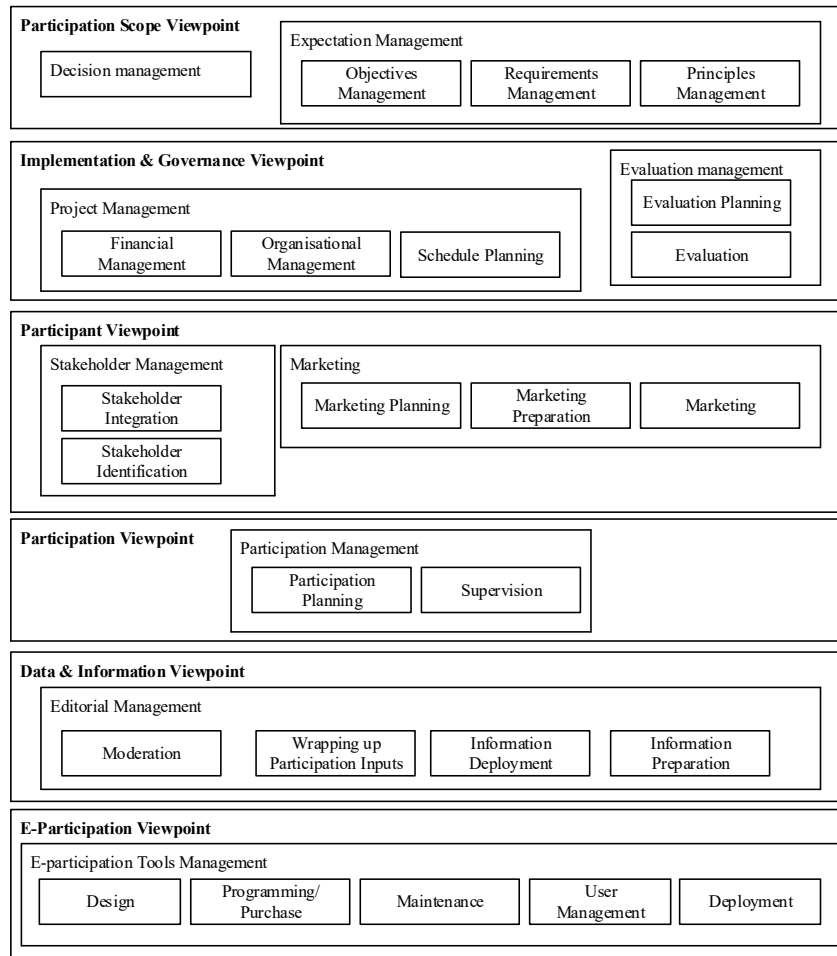 Participation Scope Viewpoint
Decision management
Expectation Management
Objectives
Management
Requirements
Management
Principles
Management
Implementation & Governance Viewpoint
Project Management
Financial
Management
Organisational
Management
Schedule Planning
Evaluation management
Evaluation Planning
Evaluation
Participant Viewpoint
Stakeholder Management
Stakeholder
Integration
Stakeholder
Identification
Marketing
Marketing Planning
Marketing
Preparation
Marketing
Participation Viewpoint
Participation Management
Participation
Planning
Supervision
Data & Information Viewpoint
Editorial Management
Moderation
Wrapping up
Participation Inputs
Information
Deployment
Information
Preparation
E-Participation Viewpoint
E-participation Tools Management
Design
Programming/
Purchase
Maintenance
User
Management
Deployment